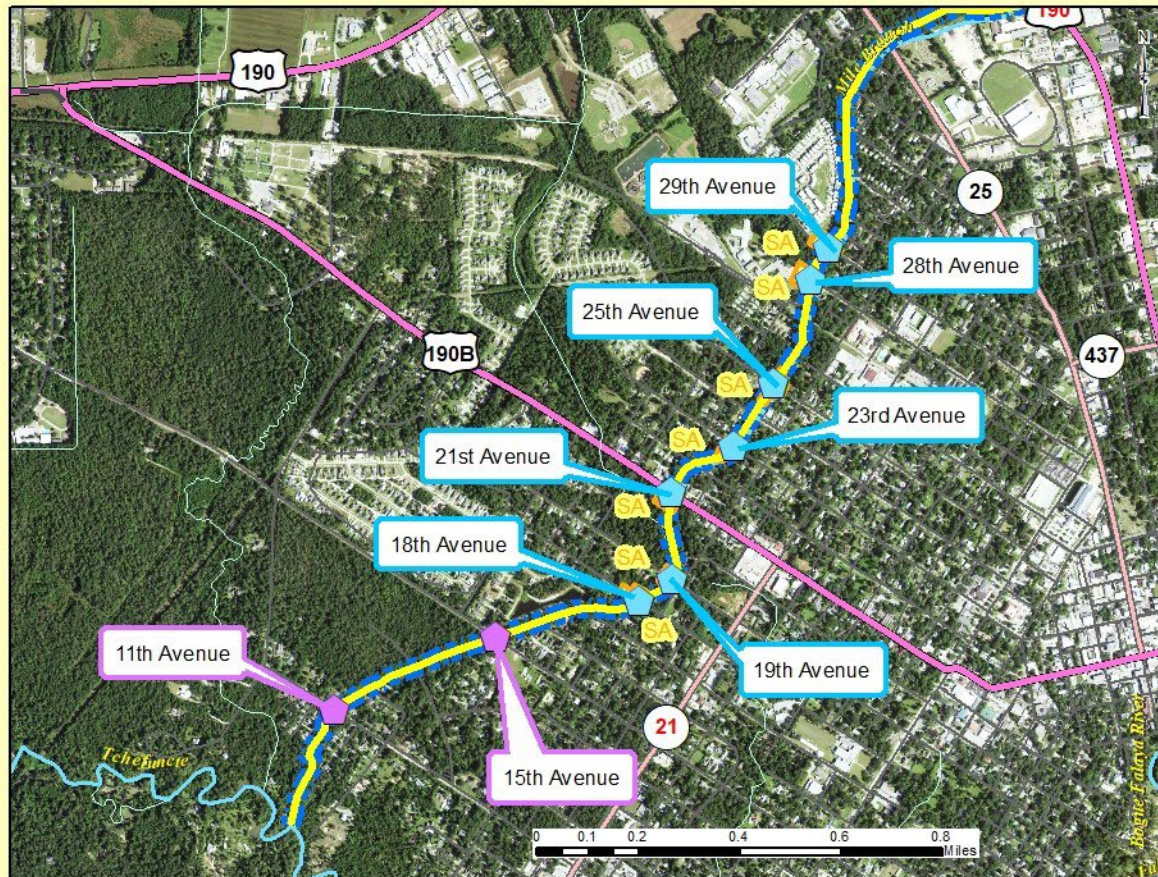 190
N
Mile Branch
190
29th Avenue
25
SA
28th Avenue
SA
25th Avenue
190B
437
SA
23rd Avenue
SA
21st Avenue
SA
18th Avenue
SA
SA
11th Avenue
19th Avenue
21
Tchefuncte
15th Avenue
Bogue Falaya River
0 0.1 0.2 0.4 0.6 0.8
Miles